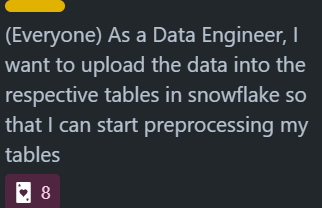 (Everyone) As a Data Engineer, I
want to upload the data into the
respective tables in snowflake so
that I can start preprocessing my
tables
8